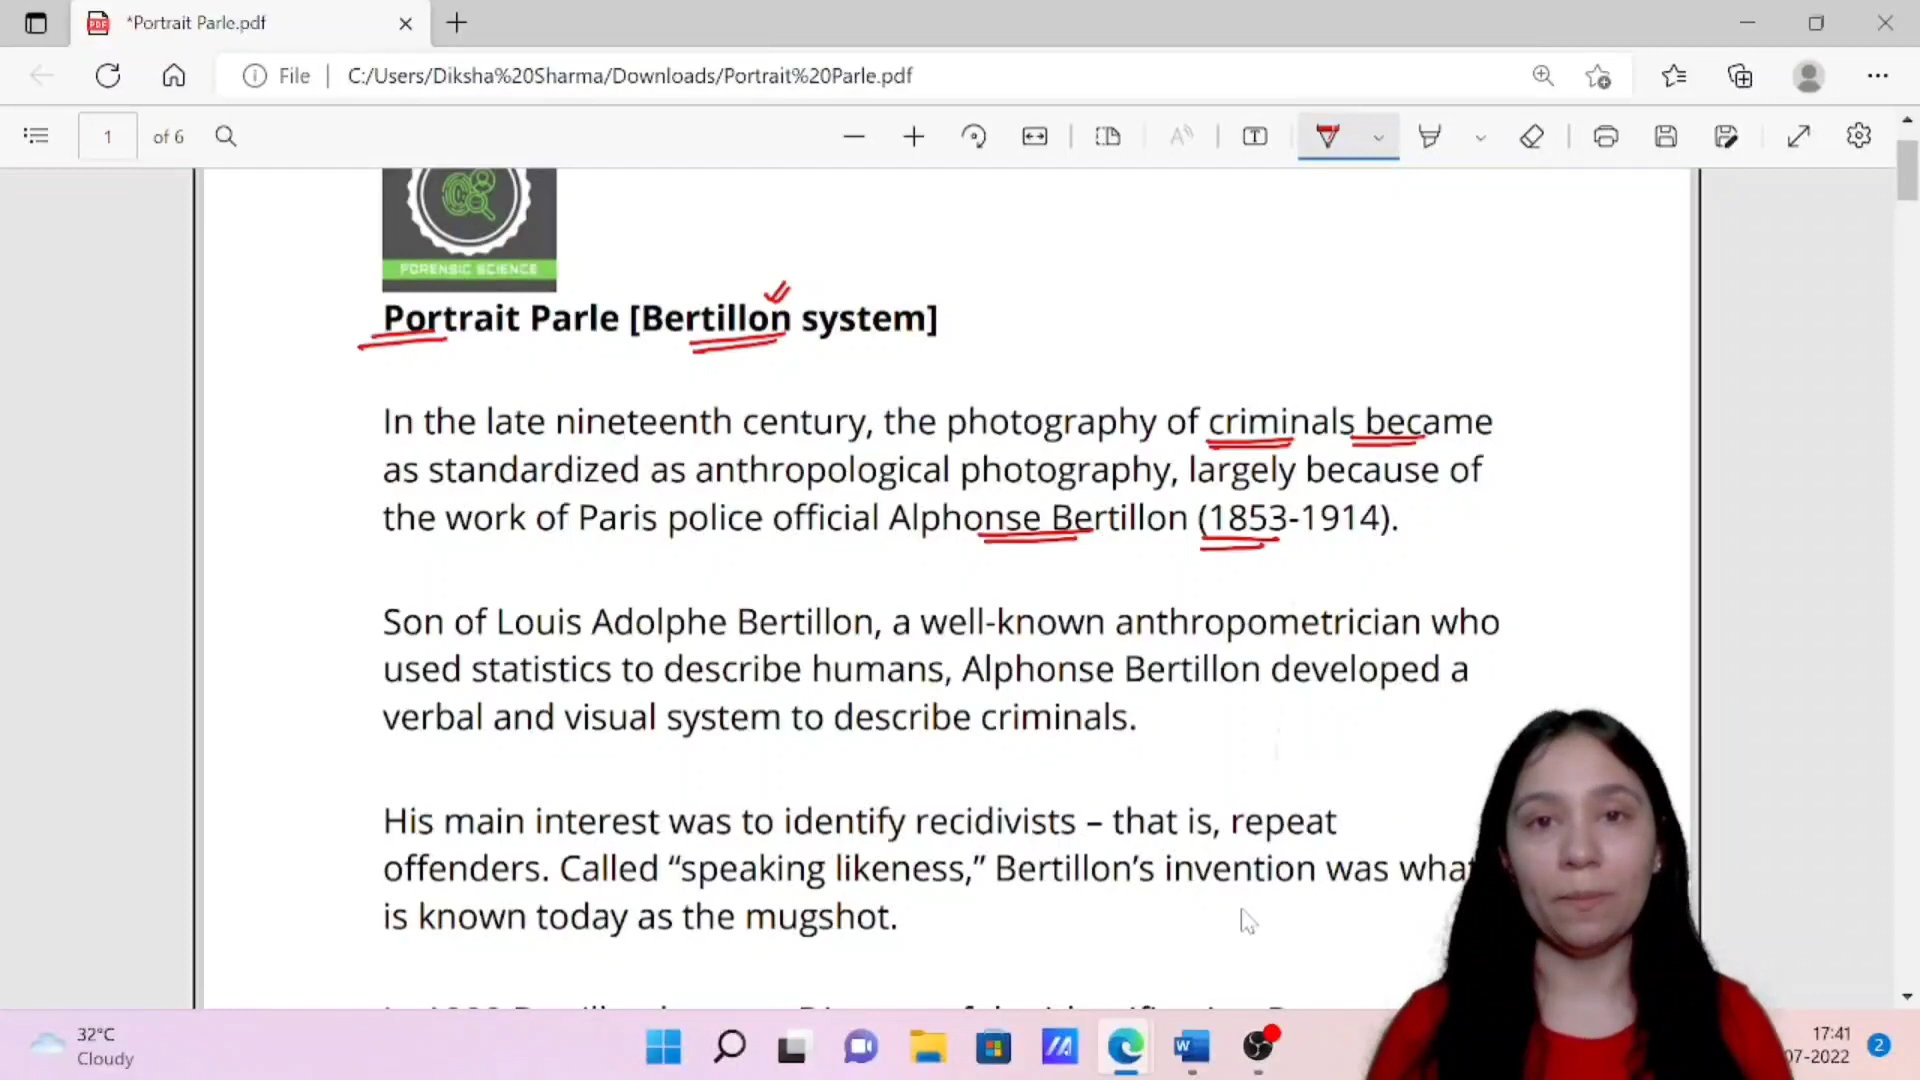 *Portrait Parle.pdf
File
C:/Users/Diksha%20Sharma/Downloads/Portrait%20Parle.pdf
1 of 6
FORENSIC SCIENCE
Portrait Parle [Bertillon system]
In the late nineteenth century, the photography of criminals became
as standardized as anthropological photography, largely because of
the work of Paris police official Alphonse Bertillon (1853-1914).
Son of Louis Adolphe Bertillon, a well-known anthropometrician who
used statistics to describe humans, Alphonse Bertillon developed a
verbal and visual system to describe criminals.
His main interest was to identify recidivists – that is, repeat
offenders. Called “speaking likeness,” Bertillon’s invention was what
is known today as the mugshot.
32°C
Cloudy
17:41
07-2022
2